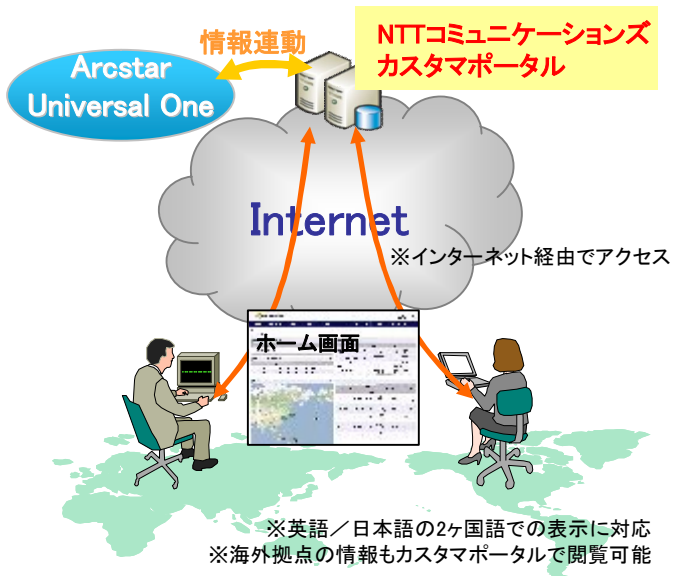 情報連動
NTTコミュニケーションズ
カスタマポータル
Arcstar
Universal One
Internet
※インターネット経由でアクセス
ホーム画面
※英語／日本語の2ヶ国語での表示に対応
※海外拠点の情報もカスタマポータルで閲覧可能